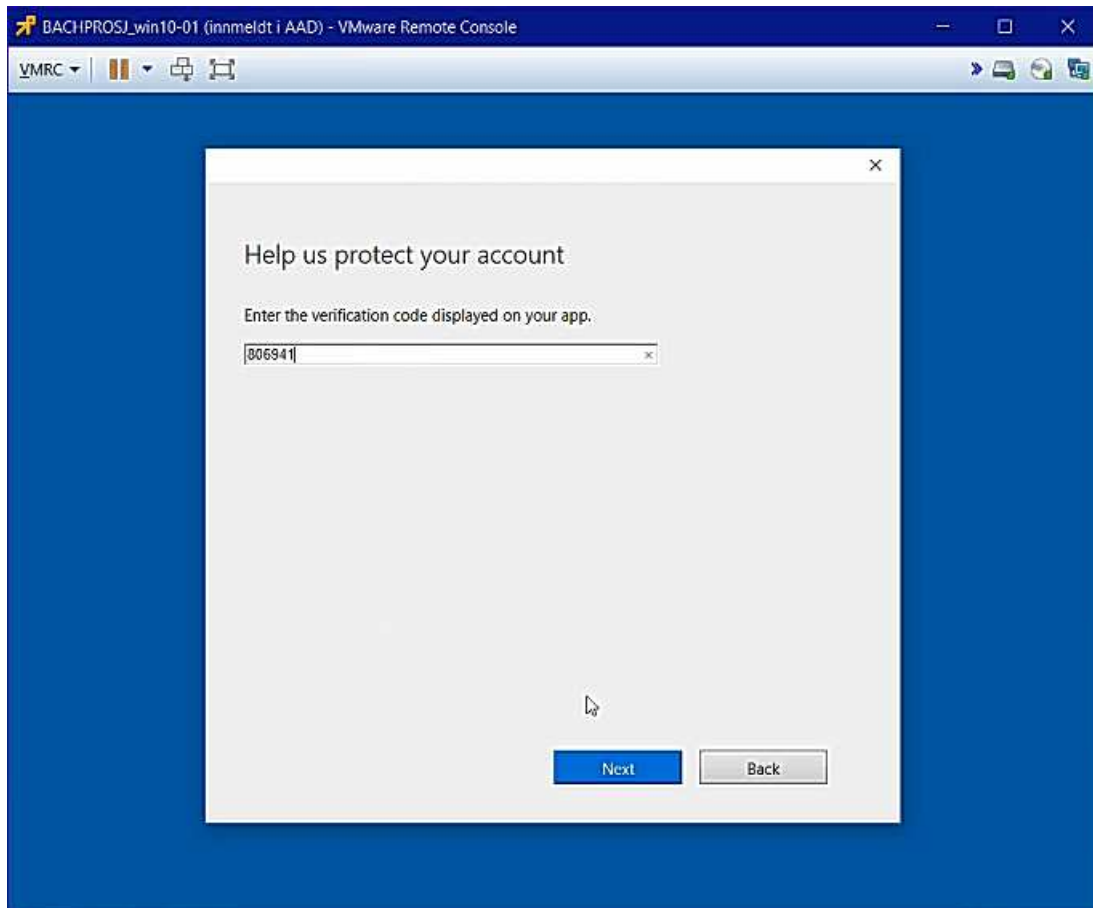 BACHPROSJ_win10-01 (innmeldt i AAD) - VMware Remote Console
VMRC
Help us protect your account
Enter the verification code displayed on your app.
806941
Next
Back